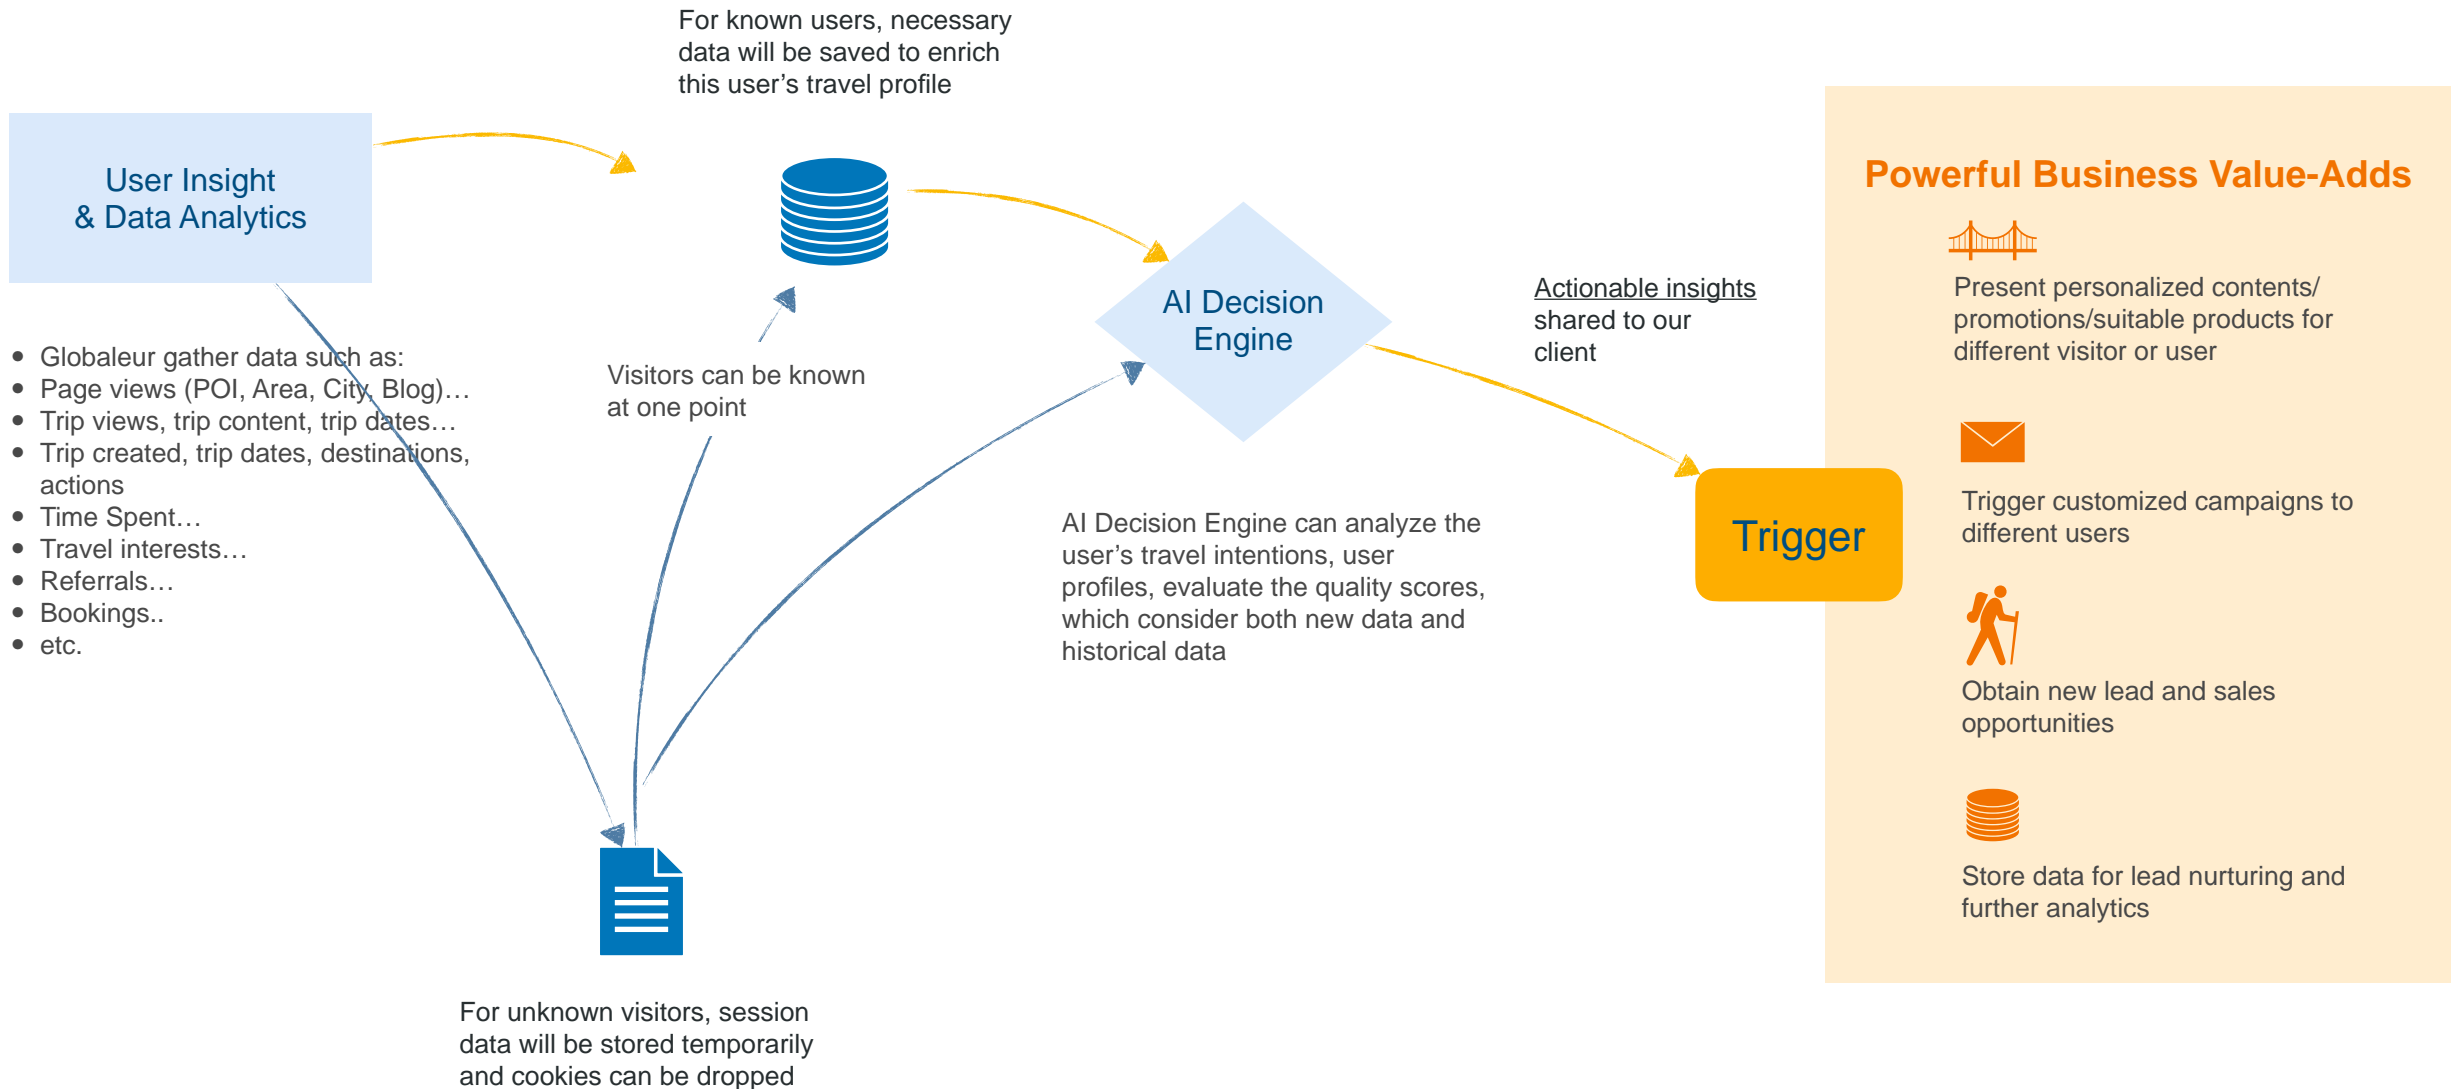 For known users, necessary
data will be saved to enrich
this user’s travel profile
User Insight
& Data Analytics
• Globaleur gather data such as:
• Page views (POI, Area, City, Blog)…
• Trip views, trip content, trip dates…
• Trip created, trip dates, destinations,
actions
• Time Spent…
• Travel interests…
• Referrals…
• Bookings..
• etc.
Visitors can be known
at one point
For unknown visitors, session
data will be stored temporarily
and cookies can be dropped
AI Decision
Engine
AI Decision Engine can analyze the
user’s travel intentions, user
profiles, evaluate the quality scores,
which consider both new data and
historical data
Actionable insights
shared to our
client
Trigger
Powerful Business Value-Adds
Present personalized contents/
promotions/suitable products for
different visitor or user
Trigger customized campaigns to
different users
Obtain new lead and sales
opportunities
Store data for lead nurturing and
further analytics